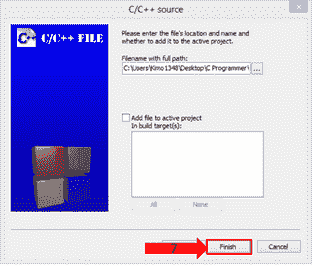 C/C++ source
C/C++ FILE
Please enter the file's location and name and
whether to add it to the active project.
Filename with full path:
C:\Users\Kimo1348\Desktop\C Programmer\
...
Add file to active project
In build target(s):
All None
7 Finish Cancel